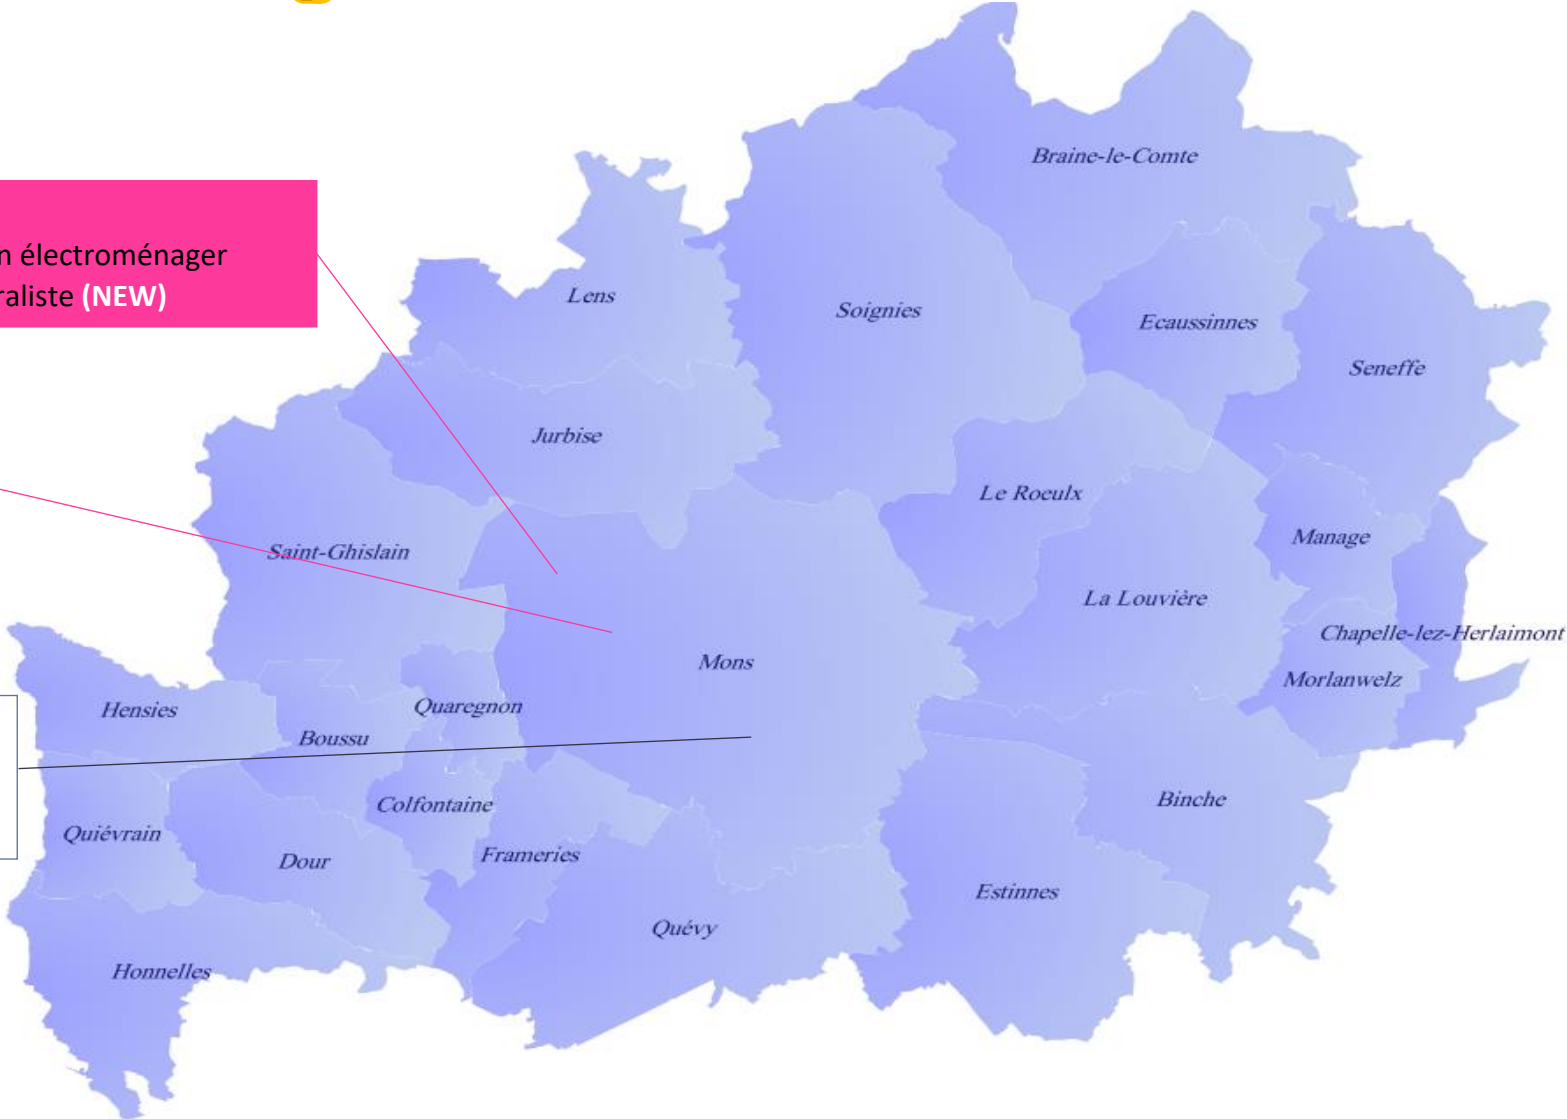 Braine-le-Comte
n électroménager
raliste (NEW)
Lens
Soignies
Ecaussinnes
Seneffe
Jurbise
Le Roeulx
Manage
Saint-Ghislain
La Louvière
Chapelle-lez-Herlaimont
Mons
Morlanwelz
Hensies
Quaregnon
Boussu
Binche
Colfontaine
Quiévrain
Dour
Frameries
Estinnes
Quévy
Honnelles